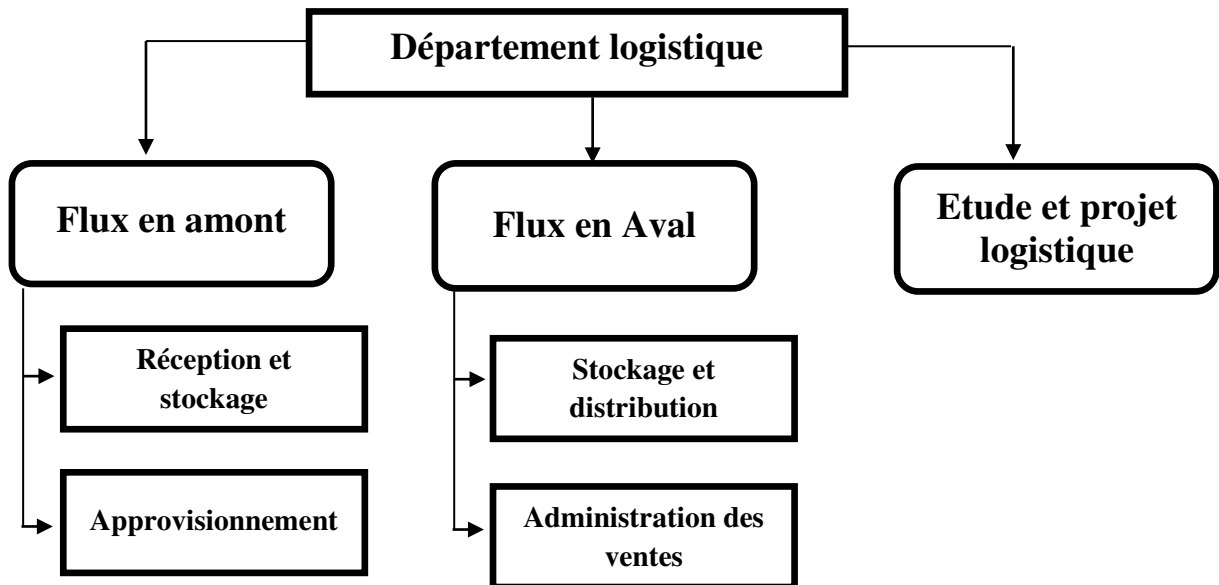 Département logistique
Flux en amont
Flux en Aval
Etude et projet
logistique
Réception et
stockage
Stockage et
distribution
Approvisionnement
Administration des
ventes